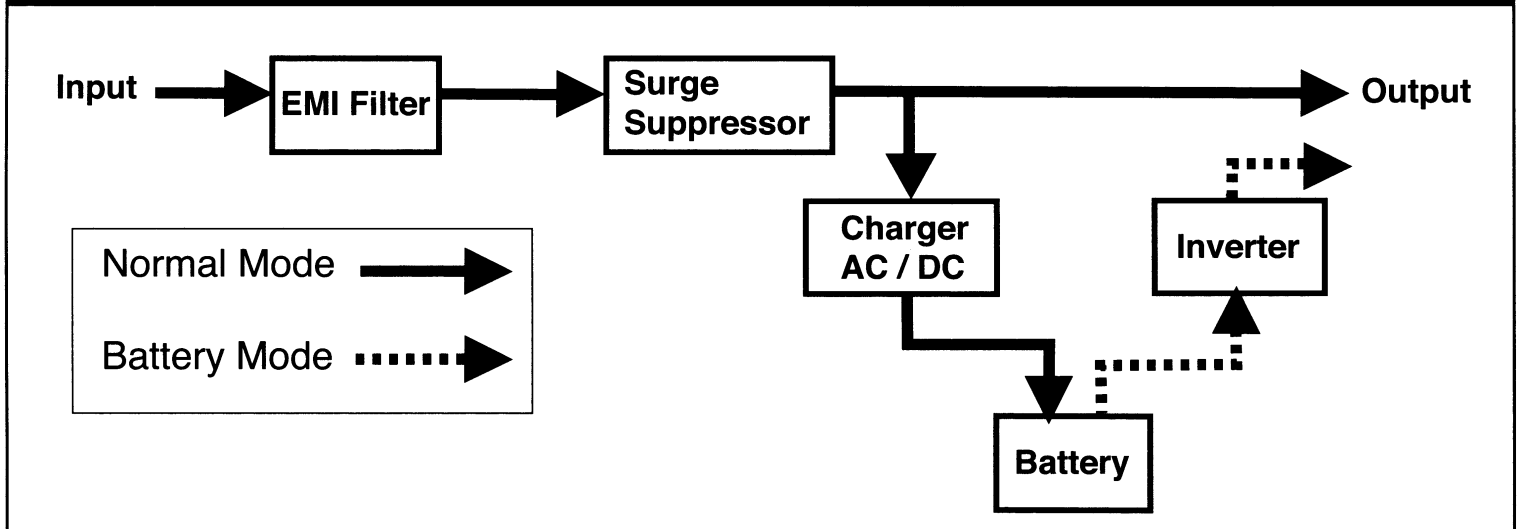 Input
EMI Filter
Surge
Suppressor
Output
Charger
AC / DC
Inverter
Normal Mode
Battery Mode
Battery